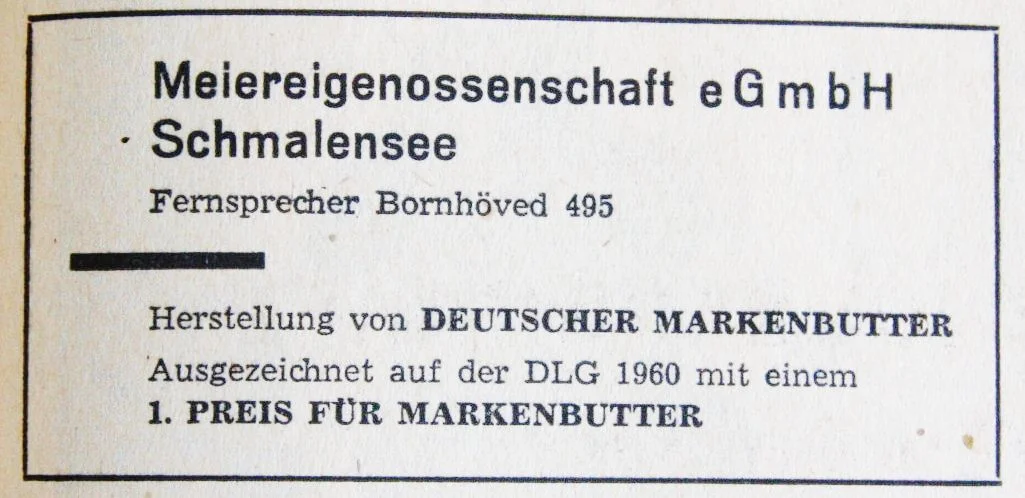 Meiereigenossenschaft eGmbH
Schmalensee
Fernsprecher Bornhöved 495
Herstellung von DEUTSCHER MARKENBUTTER
Ausgezeichnet auf der DLG 1960 mit einem
1. PREIS FÜR MARKENBUTTER